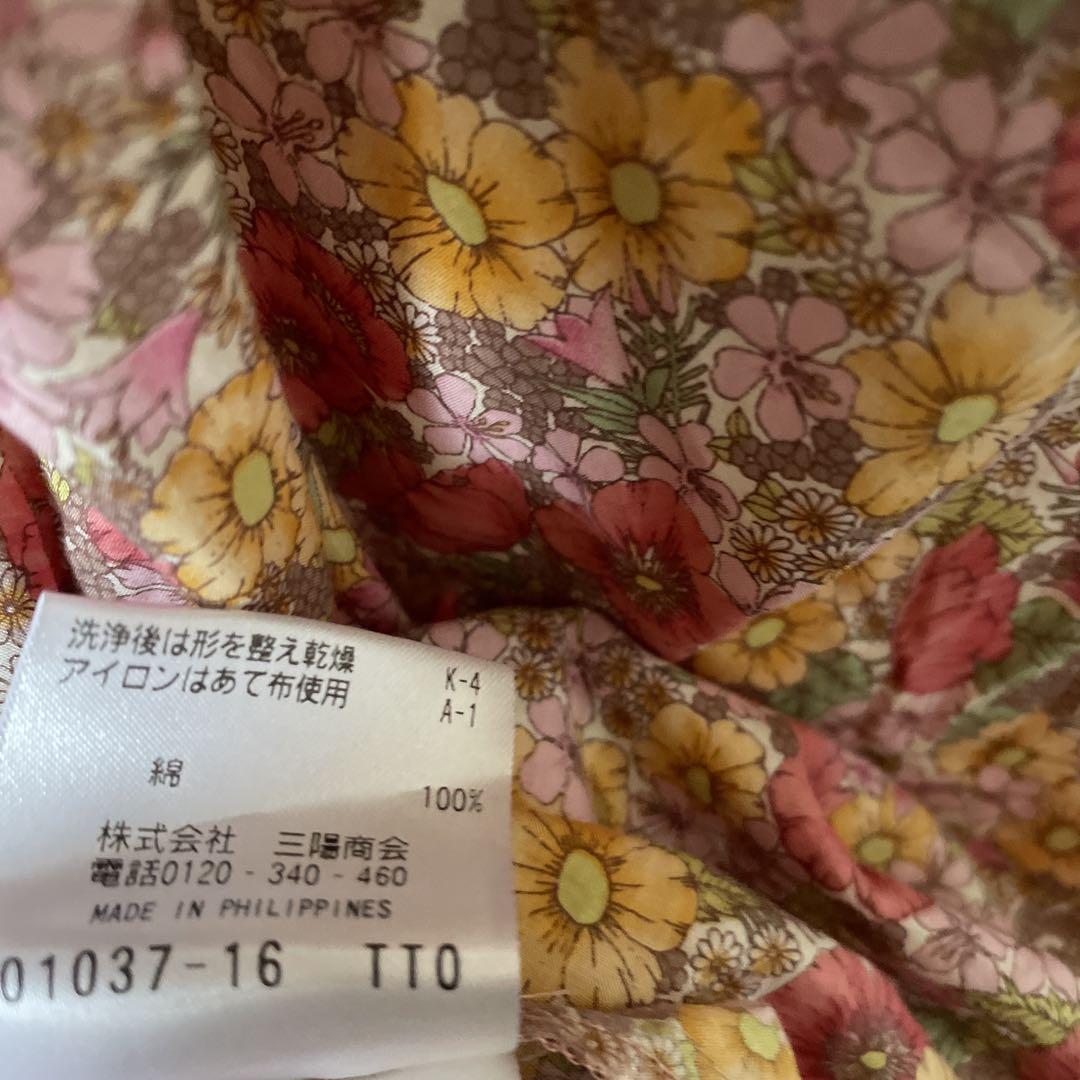 洗浄後は形を整え乾燥
アイロンはあて布使用
K-4
A-1
綿 100%
株式会社 三陽商会
電話0120-340-460
MADE IN PHILIPPINES
01037-16 TTO